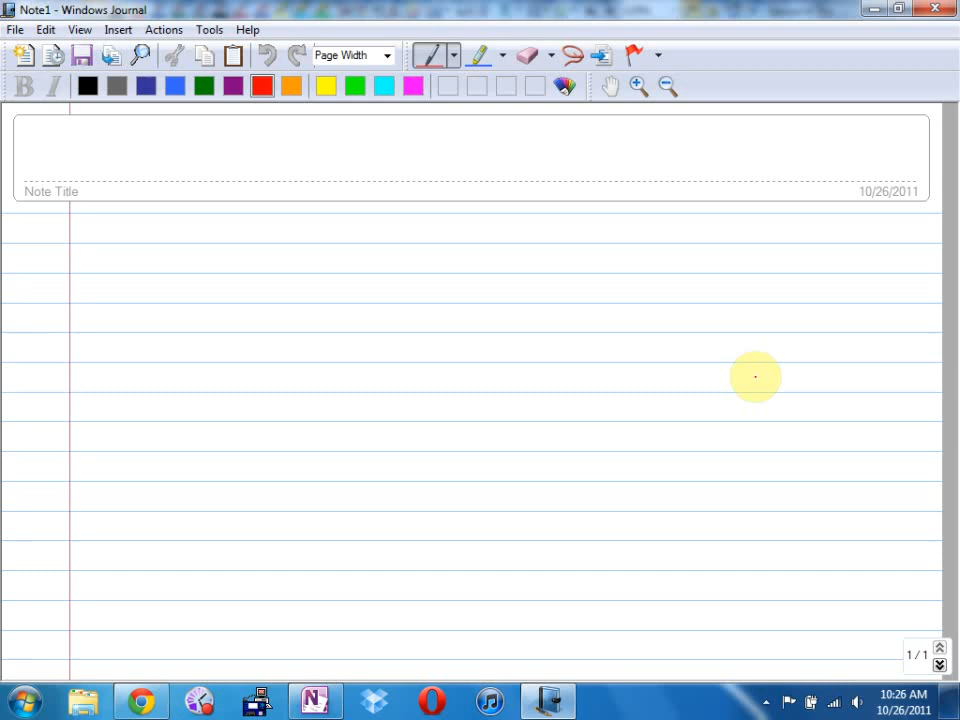 Note1 - Windows Journal
File Edit View Insert Actions Tools Help
Page Width
B I
Note Title 10/26/2011
1 / 1
N
10:26 AM
10/26/2011